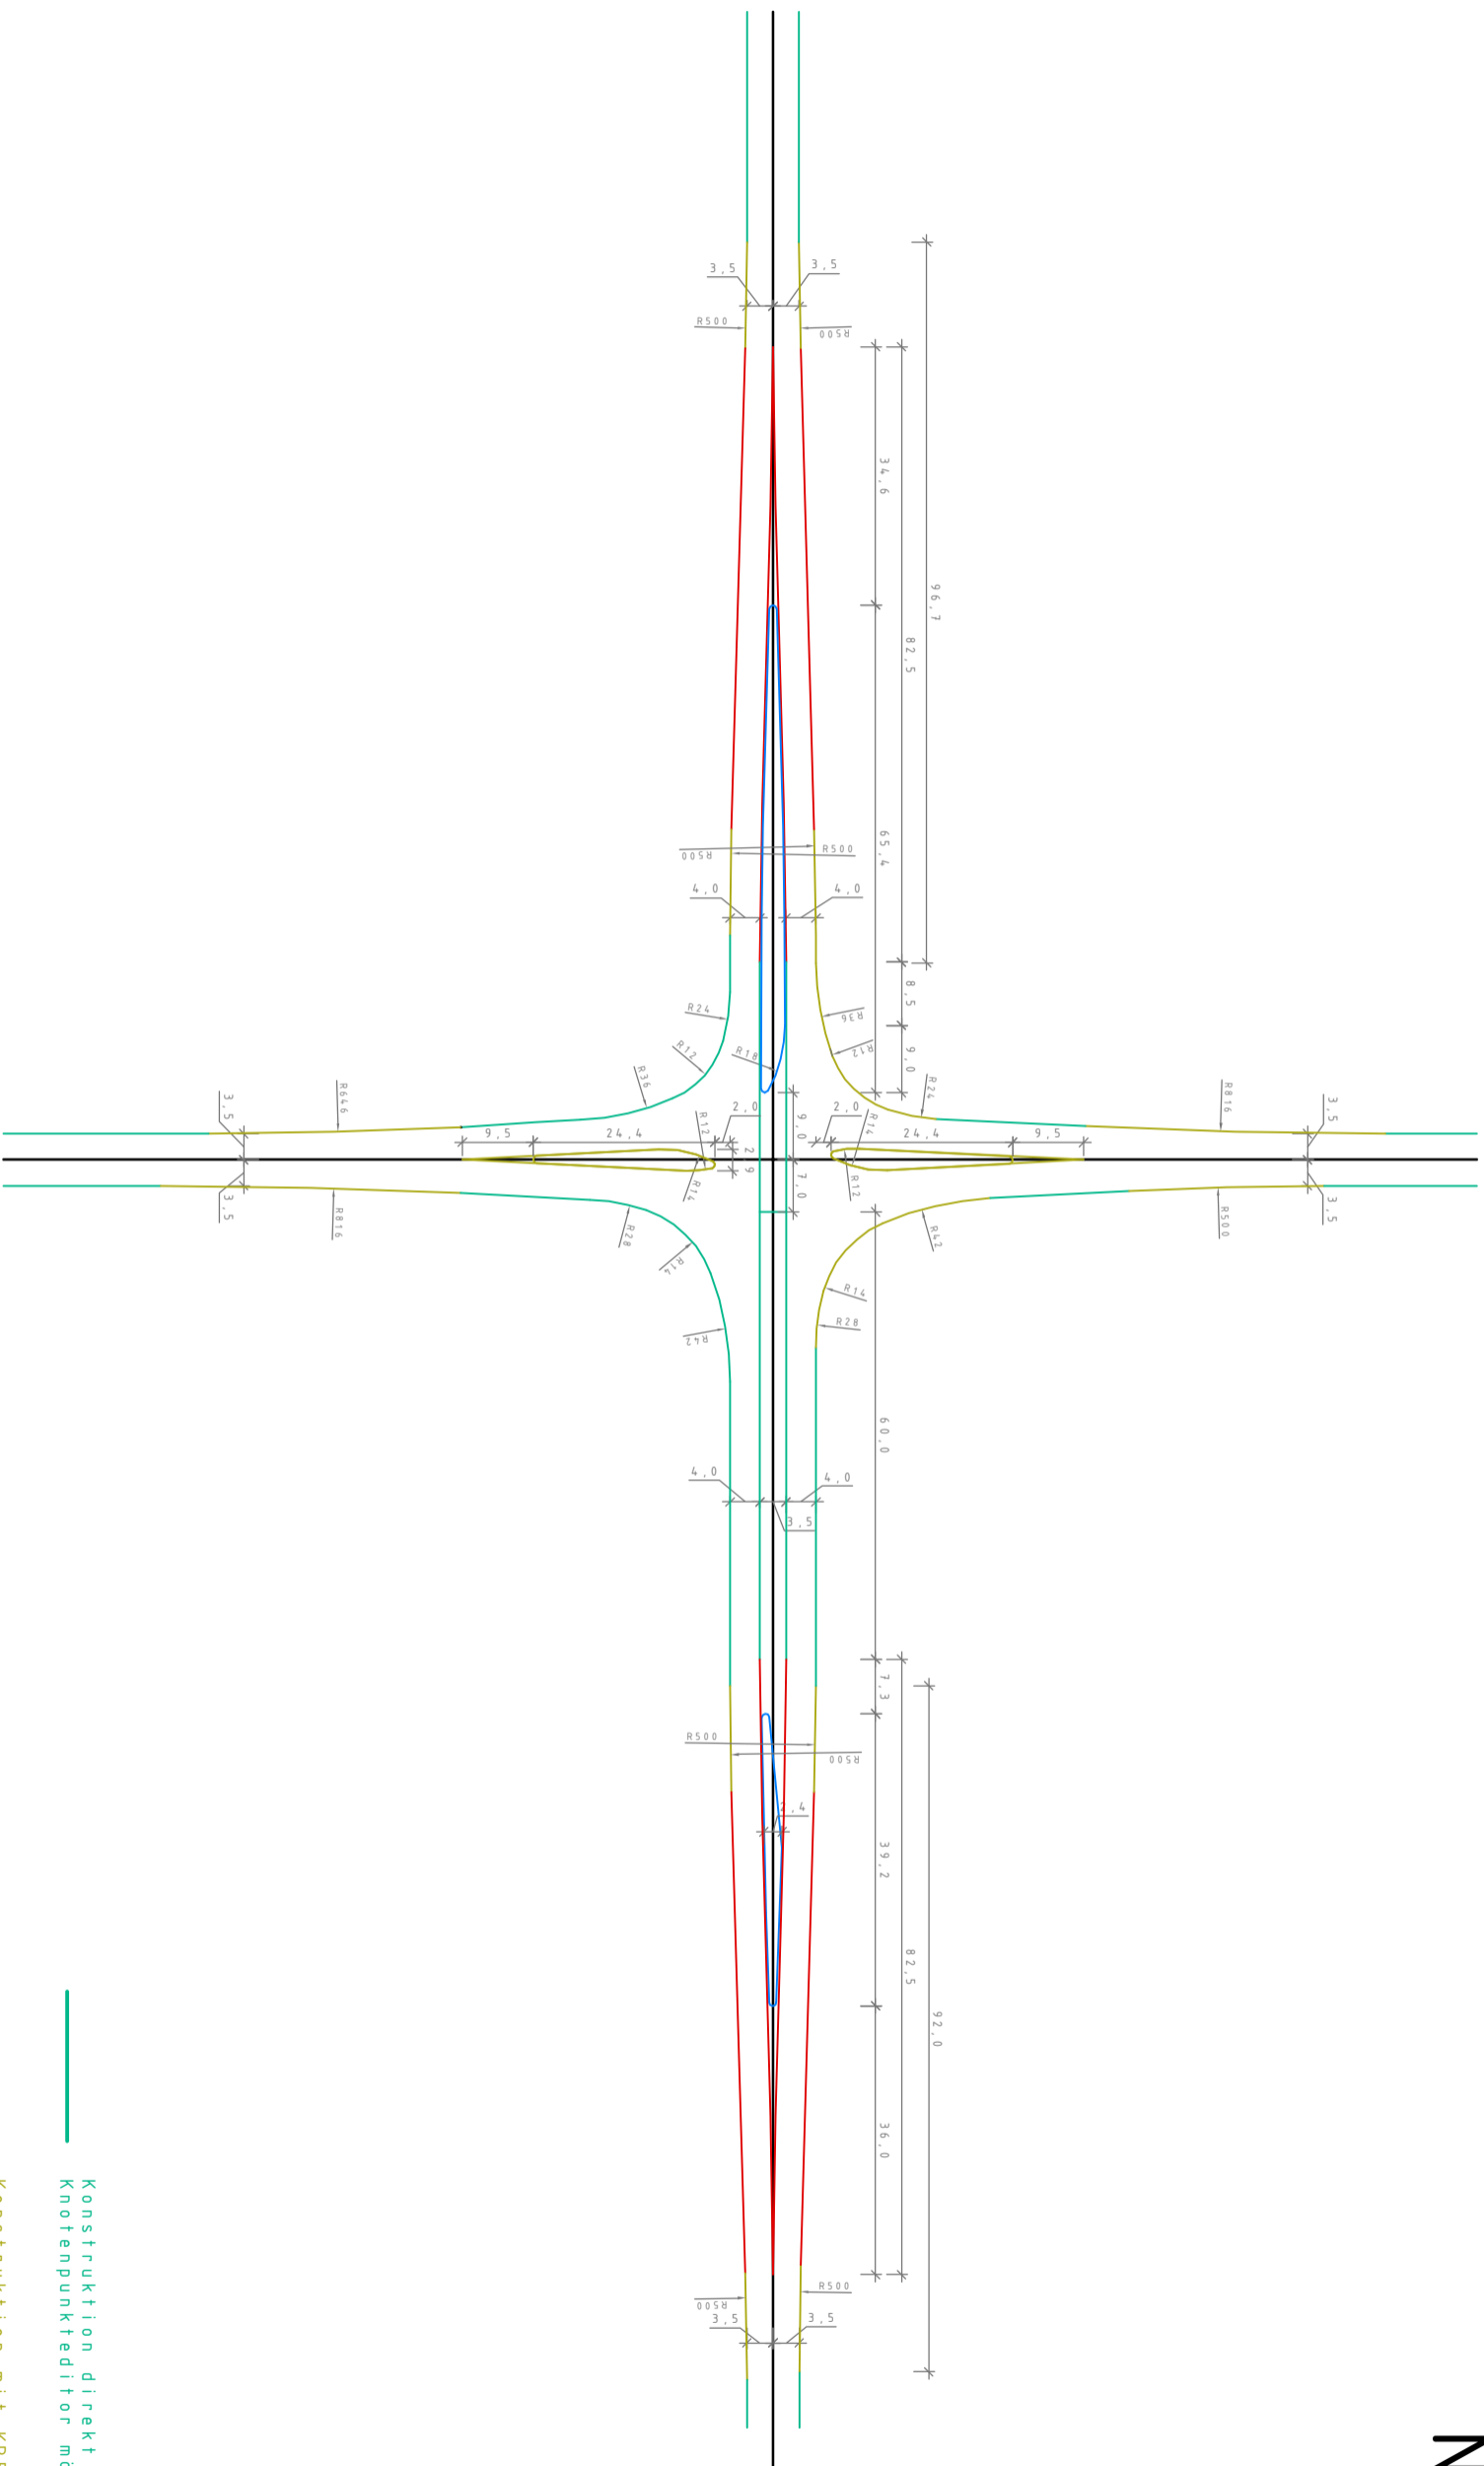 3,5
3,5
R500
R500
34,6
96,7
82,5
65,4
R500
R500
4,0
4,0
8,5
R24
R36
R12
R18
R12
9,0
R36
R24
R646
R816
3,5
2,0
2,0
3,5
R12
9,0
R14
9,5
24,4
24,4
9,5
2,9
7,0
R14
R12
3,5
R816
R28
R42
R500
3,5
R14
R14
R28
R42
60,0
4,0
4,0
3,5
7,3
R500
R500
2,4
39,2
82,5
92,0
36,0
R500
R500
3,5
3,5
Konstruktion direkt
Knotenpunkteditor
Konstruktion mit